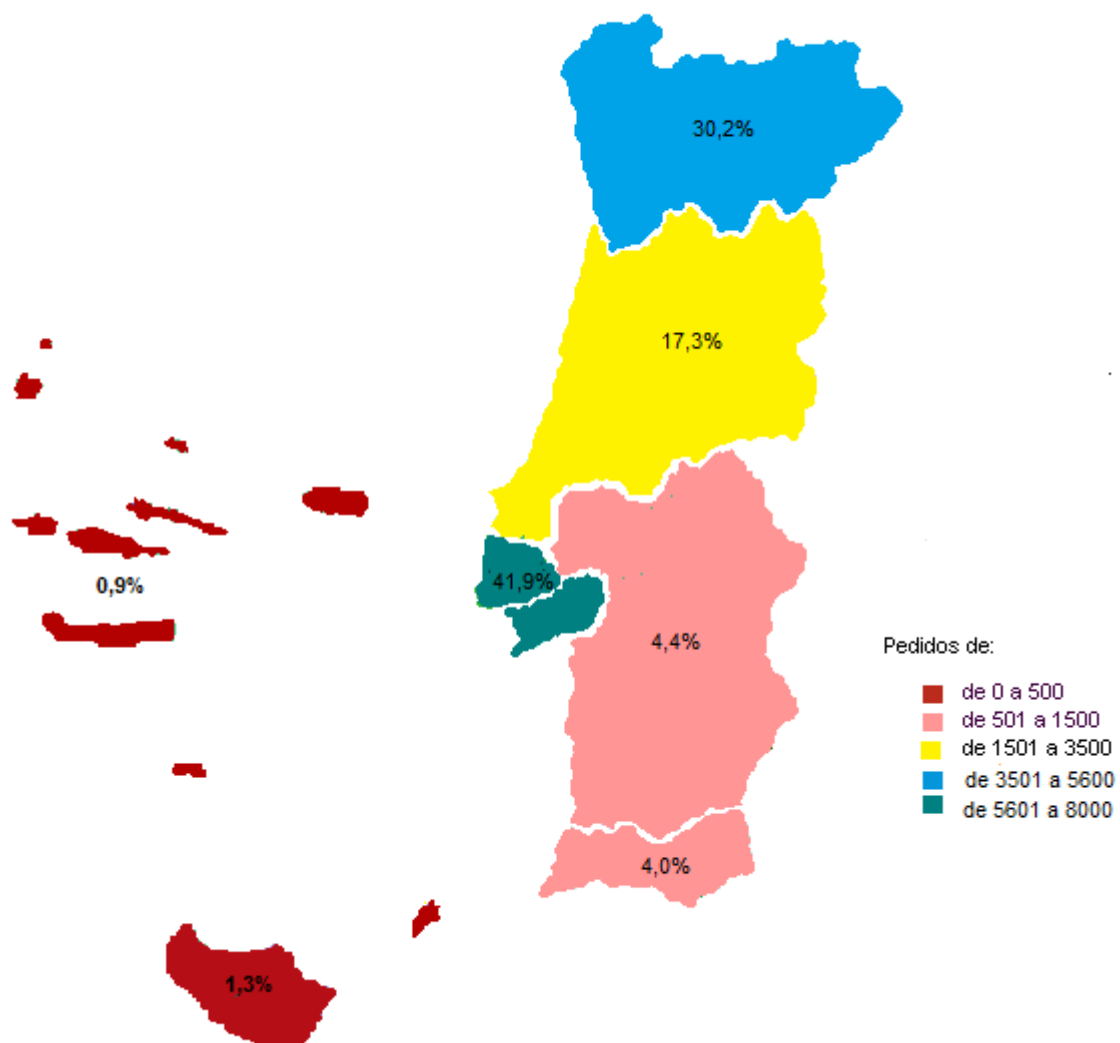 30,2%
17,3%
0,9%
41,9%
4,4%
Pedidos de:
de 0 a 500
de 501 a 1500
de 1501 a 3500
de 3501 a 5600
de 5601 a 8000
4,0%
1,3%